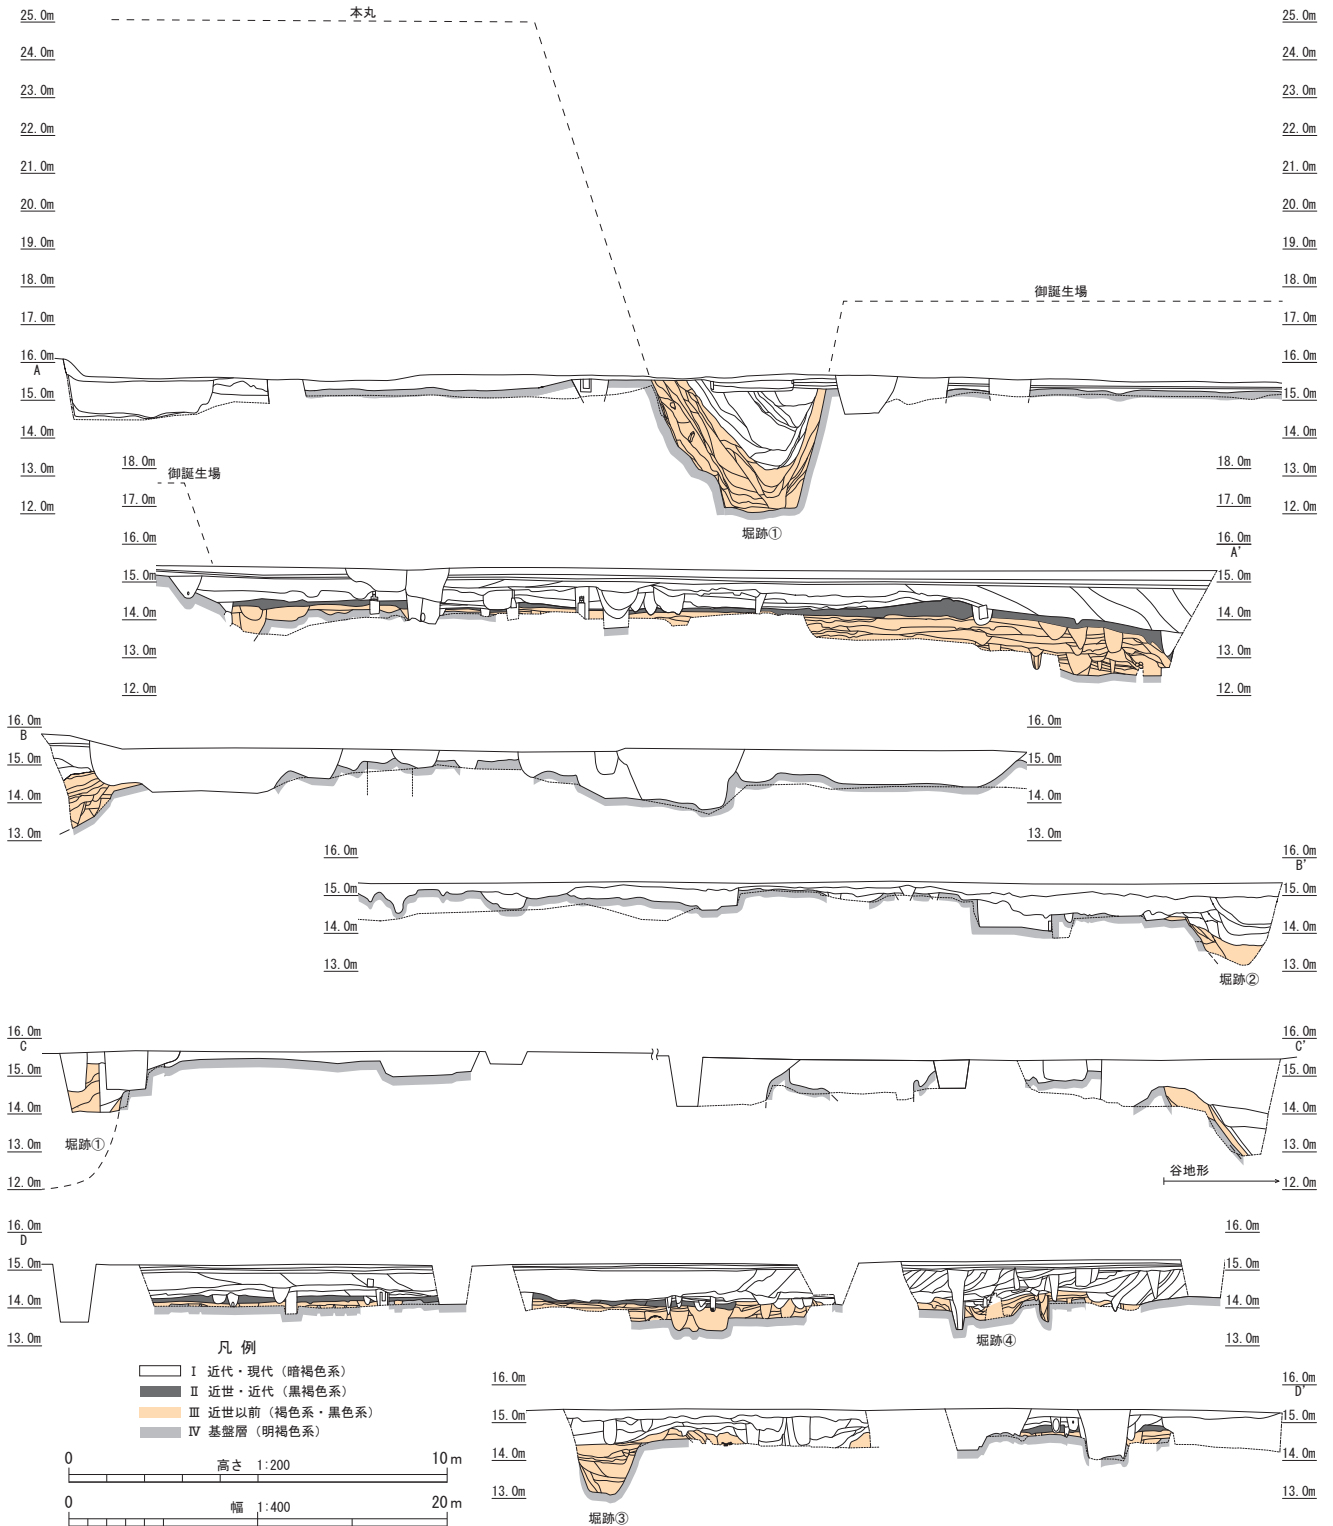 25.0m
本丸
25.0m
24.0m
24.0m
23.0m
23.0m
22.0m
22.0m
21.0m
21.0m
20.0m
20.0m
19.0m
19.0m
18.0m
御誕生場
18.0m
17.0m
17.0m
16.0m
A
16.0m
15.0m
15.0m
14.0m
14.0m
13.0m
13.0m
12.0m
12.0m
堀跡①
18.0m
御誕生場
18.0m
17.0m
17.0m
16.0m
16.0m
A'
15.0m
15.0m
14.0m
14.0m
13.0m
13.0m
12.0m
12.0m
16.0m
B
16.0m
15.0m
15.0m
14.0m
14.0m
13.0m
13.0m
16.0m
16.0m
B'
15.0m
15.0m
14.0m
14.0m
13.0m
13.0m
堀跡②
16.0m
C
16.0m
C'
15.0m
15.0m
14.0m
14.0m
堀跡①
13.0m
13.0m
12.0m
谷地形
12.0m
16.0m
D
16.0m
15.0m
15.0m
14.0m
14.0m
13.0m
13.0m
堀跡④
凡 例
Ⅰ 近代・現代（暗褐色系）
Ⅱ 近世・近代（黒褐色系）
Ⅲ 近世以前（褐色系・黒色系）
Ⅳ 基盤層（明褐色系）
16.0m
16.0m
D'
15.0m
15.0m
14.0m
14.0m
13.0m
13.0m
堀跡③
0
高さ 1:200
10m
0
幅 1:400
20m